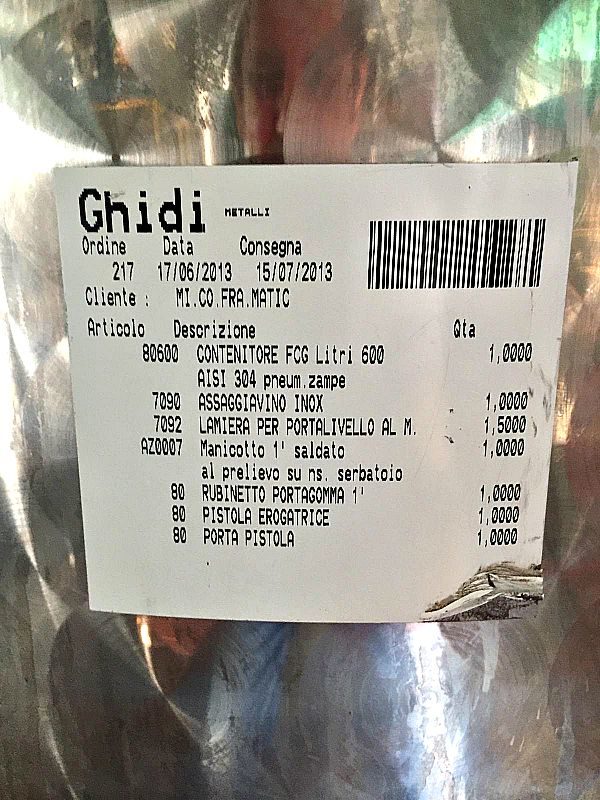 Ghidi METALLI
Ordine Data Consegna
217 17/06/2013 15/07/2013
Cliente : MI.CO.FRA.MATIC
Articolo Descrizione Qta
80600 CONTENITORE FCG Litri 600 1,0000
AISI 304 pneum.zampe
7090 ASSAGGIAVINO INOX 1,0000
7092 LAMIERA PER PORTALIVELLO AL M. 1,5000
AZ0007 Manicotto 1' saldato 1,0000
al prelievo su ns. serbatoio
80 RUBINETTO PORTAGOMMA 1' 1,0000
80 PISTOLA EROGATRICE 1,0000
80 PORTA PISTOLA 1,0000